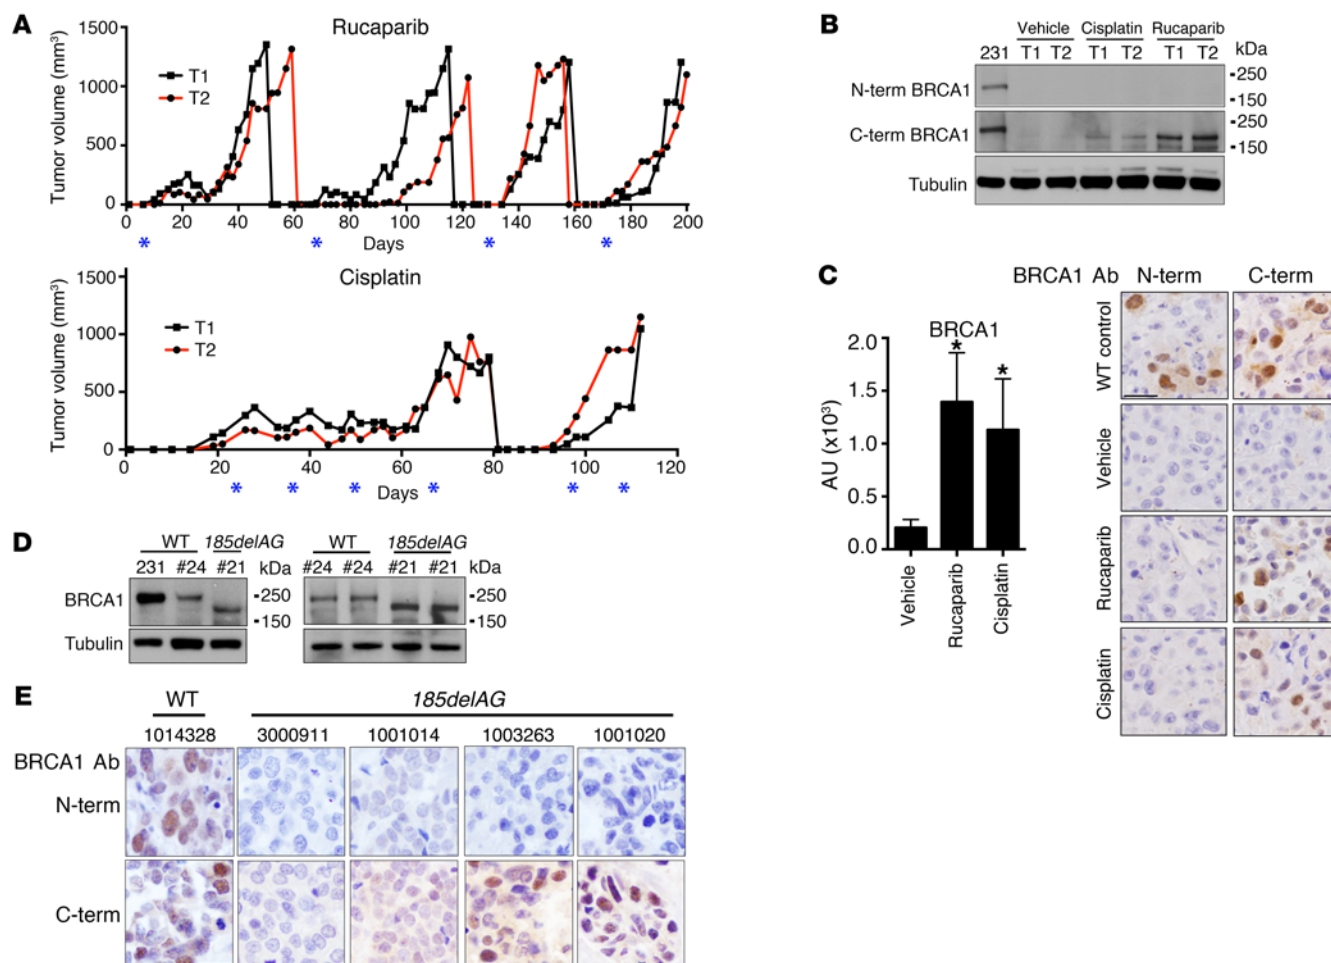 A
Rucaparib
Tumor volume (mm³)
1500
1000
500
0
T1
T2
0 20 40 60 80 100 120 140 160 180 200
* * * *
Days
Cisplatin
Tumor volume (mm³)
1500
1000
500
0
T1
T2
0 20 40 60 80 100 120
* * * * * *
Days
B
Vehicle Cisplatin Rucaparib
231 T1 T2 T1 T2 T1 T2 kDa
N-term BRCA1
-250
-150
C-term BRCA1
-250
-150
Tubulin
C
BRCA1
AU (x10³)
2.0
1.5
1.0
0.5
0.0
* *
Vehicle
Rucaparib
Cisplatin
BRCA1 Ab N-term C-term
WT control
Vehicle
Rucaparib
Cisplatin
D
WT 185delAG WT 185delAG
231 #24 #21 kDa #24 #24 #21 #21 kDa
BRCA1
-250 -250
-150 -150
Tubulin
E
WT 185delAG
1014328 3000911 1001014 1003263 1001020
BRCA1 Ab
N-term
C-term